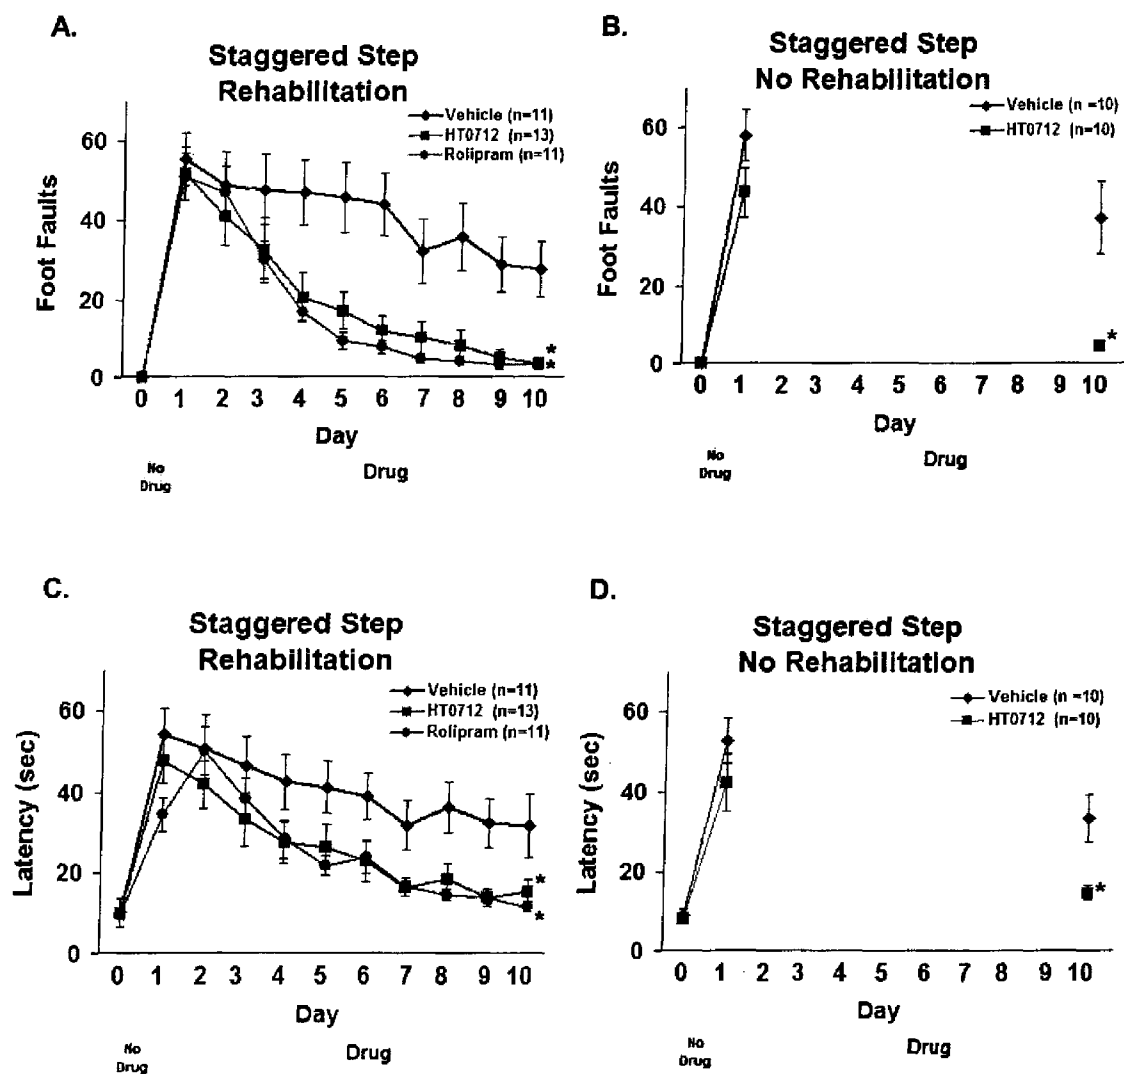 A.
Staggered Step
Rehabilitation
Vehicle (n=11)
HT0712 (n=13)
Rolipram (n=11)
60
40
20
0
Foot Faults
0 1 2 3 4 5 6 7 8 9 10
Day
No
Drug
Drug
*
*
B.
Staggered Step
No Rehabilitation
Vehicle (n =10)
HT0712 (n=10)
60
40
20
0
Foot Faults
*
0 1 2 3 4 5 6 7 8 9 10
Day
No
Drug
Drug
C.
Staggered Step
Rehabilitation
Vehicle (n=11)
HT0712 (n=13)
Rolipram (n=11)
60
40
20
0
Latency (sec)
*
*
0 1 2 3 4 5 6 7 8 9 10
Day
No
Drug
Drug
D.
Staggered Step
No Rehabilitation
Vehicle (n =10)
HT0712 (n=10)
60
40
20
0
Latency (sec)
*
0 1 2 3 4 5 6 7 8 9 10
Day
No
Drug
Drug